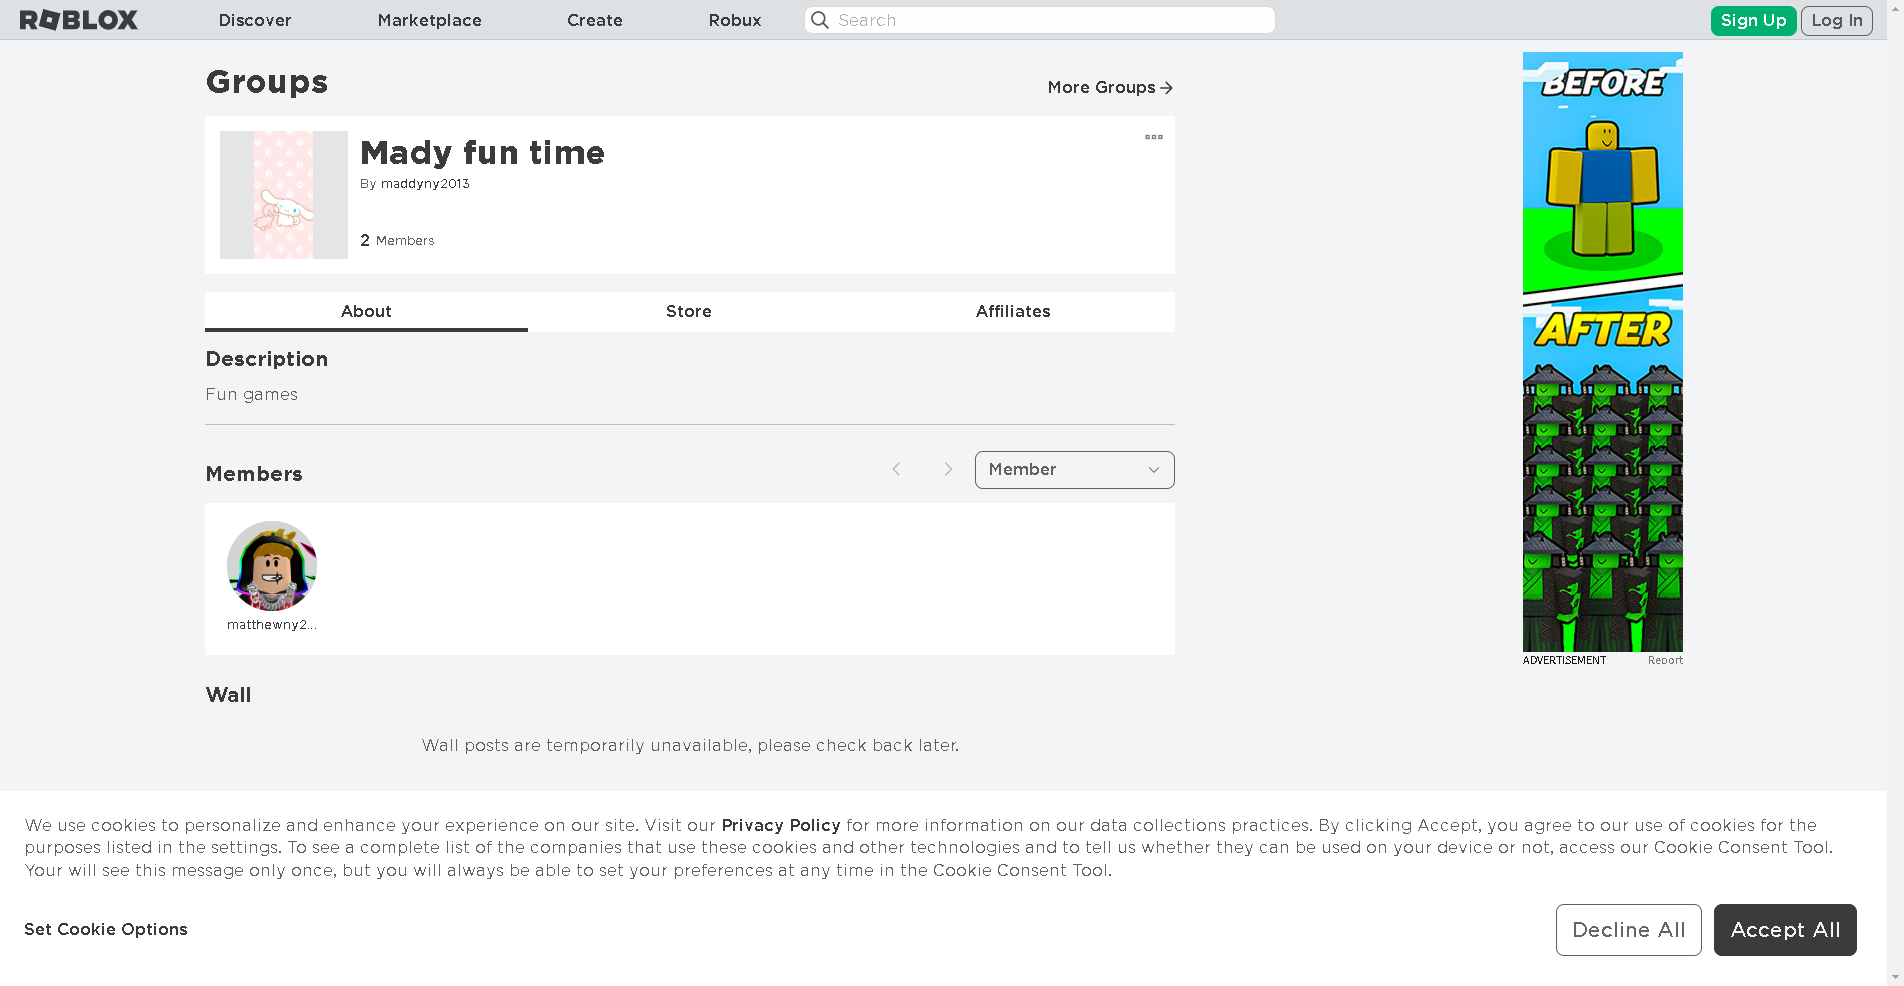 ROBLOX
Discover
Marketplace
Create
Robux
Search
Sign Up
Log In
Groups
More Groups
Mady fun time
By maddyny2013
2 Members
About
Store
Affiliates
Description
Fun games
Members
Member
matthewny2...
Wall
Wall posts are temporarily unavailable, please check back later.
BEFORE
AFTER
ADVERTISEMENT
Report
We use cookies to personalize and enhance your experience on our site. Visit our Privacy Policy for more information on our data collections practices. By clicking Accept, you agree to our use of cookies for the
purposes listed in the settings. To see a complete list of the companies that use these cookies and other technologies and to tell us whether they can be used on your device or not, access our Cookie Consent Tool.
Your will see this message only once, but you will always be able to set your preferences at any time in the Cookie Consent Tool.
Set Cookie Options
Decline All
Accept All